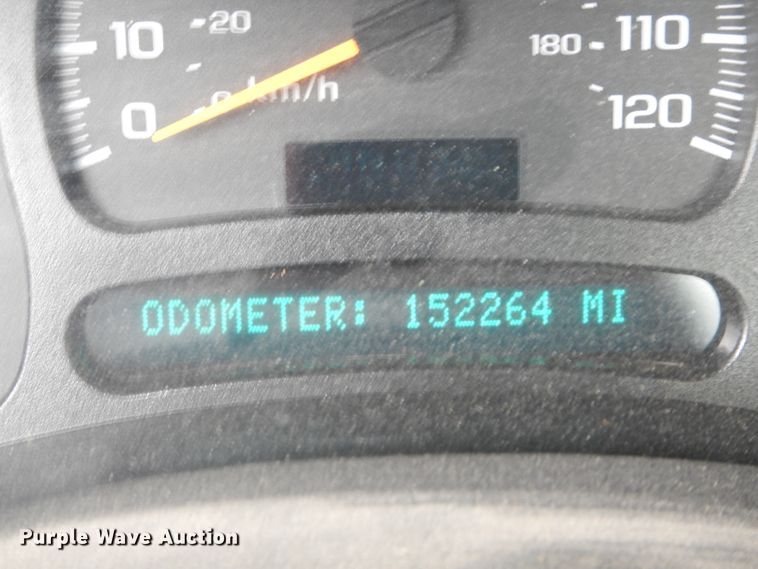 10 20 180 110
0 km/h 120
ODOMETER: 152264 MI
Purple Wave Auction